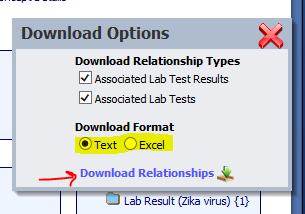 Download Options
Download Relationship Types
Associated Lab Test Results
Associated Lab Tests
Download Format
Text Excel
Download Relationships
Lab Result (Zika virus) {1}